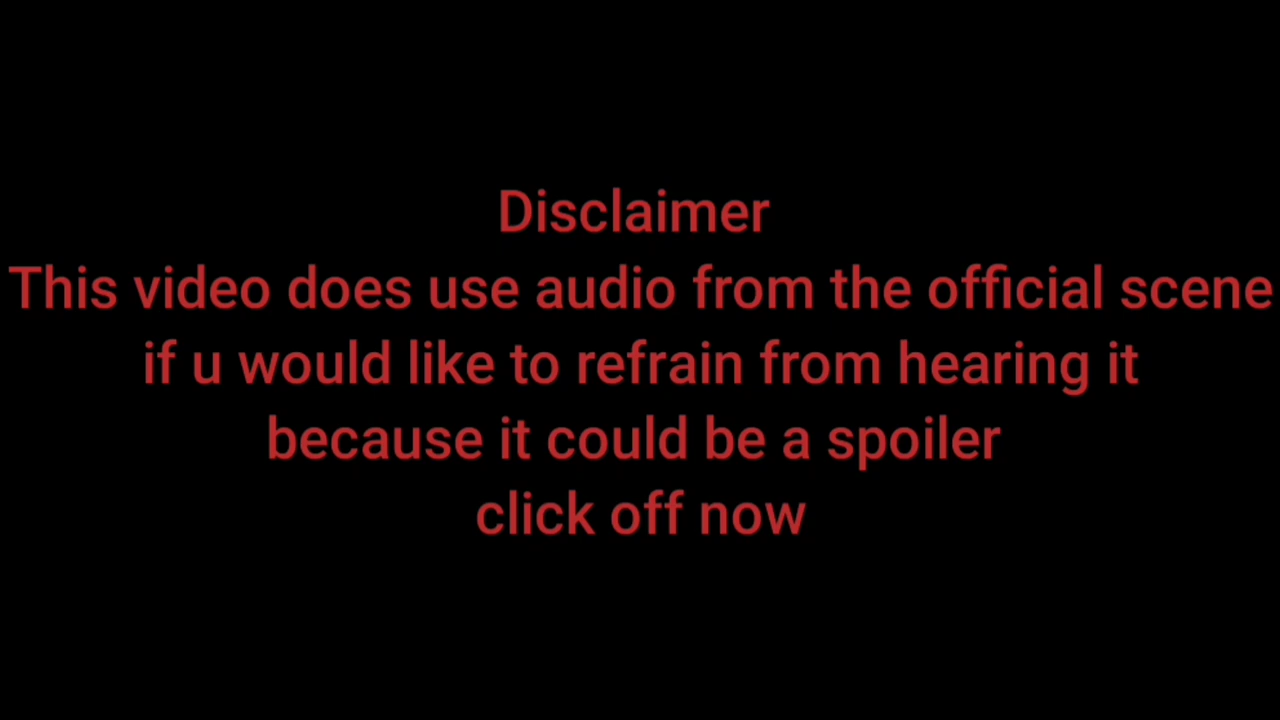 Disclaimer
This video does use audio from the official scene
if u would like to refrain from hearing it
because it could be a spoiler
click off now